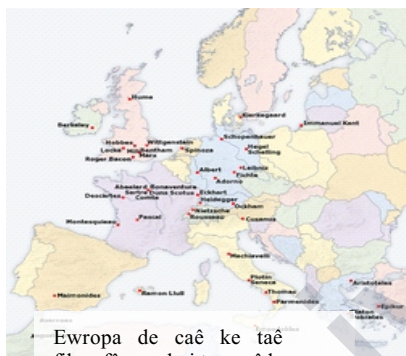 Hume
Kierkegaard
Berkeley
Immanuel Kant
Schopenhauer
Hobbes Wittgenstein
Locke Bentham Spinoza
Hegel
Schelling
Roger Bacon Marx
Albert
Leibniz
Fichte
Adorno
Abaelard Bonaventura
Sartre Duns Scotus
Descartes Comte
Eckhart
Heidegger
Nietzsche
Ockham
Pascal
Rousseau
Cusanus
Montesquieu
Machiavelli
Plotin
Seneca
Maimonides
Ramon Llull
Thomas
Parmenides
Aristoteles
Epikur
Ewropa de caê ke taê